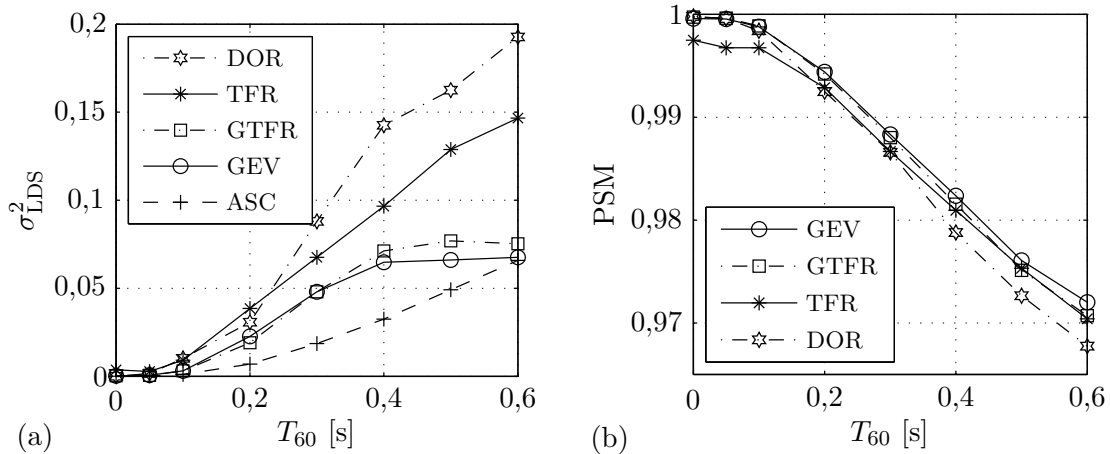 0,2
0,15
0,1
0,05
0
σ²LDS
DOR
TFR
GTFR
GEV
ASC
0
0,2
0,4
0,6
T60 [s]
(a)
1
0,99
0,98
0,97
PSM
GEV
GTFR
TFR
DOR
0
0,2
0,4
0,6
T60 [s]
(b)